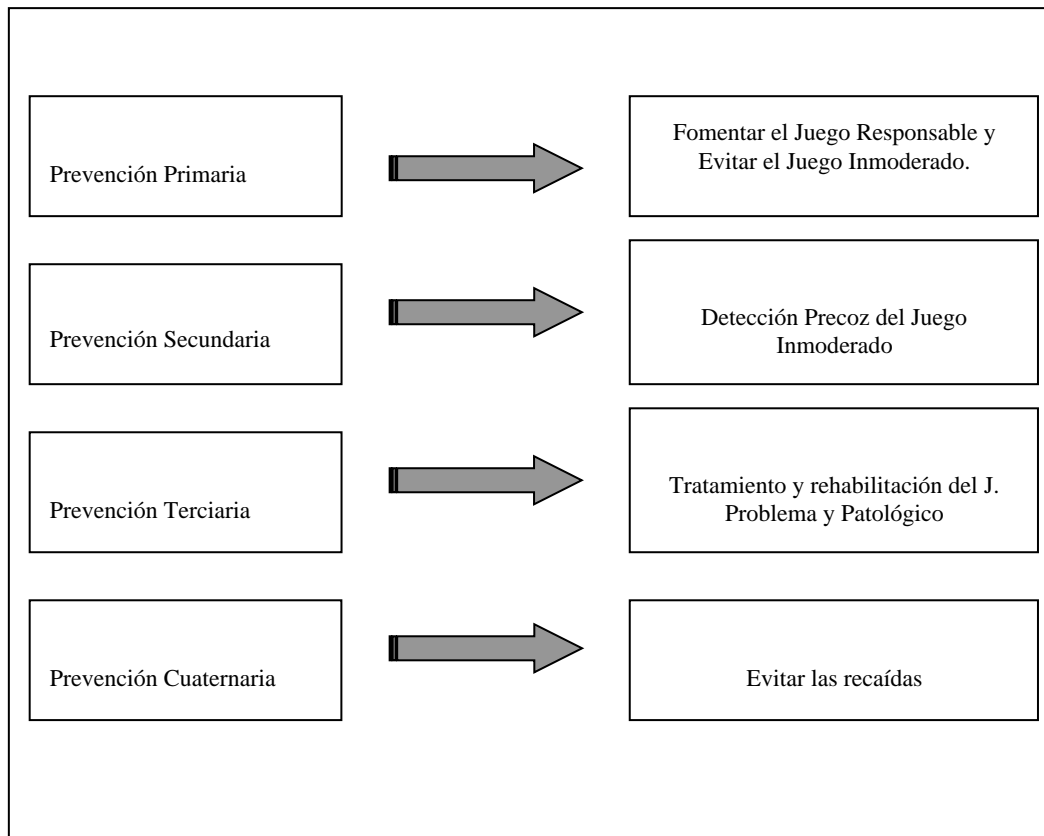 Prevención Primaria
Fomentar el Juego Responsable y
Evitar el Juego Inmoderado.
Prevención Secundaria
Detección Precoz del Juego
Inmoderado
Prevención Terciaria
Tratamiento y rehabilitación del J.
Problema y Patológico
Prevención Cuaternaria
Evitar las recaídas